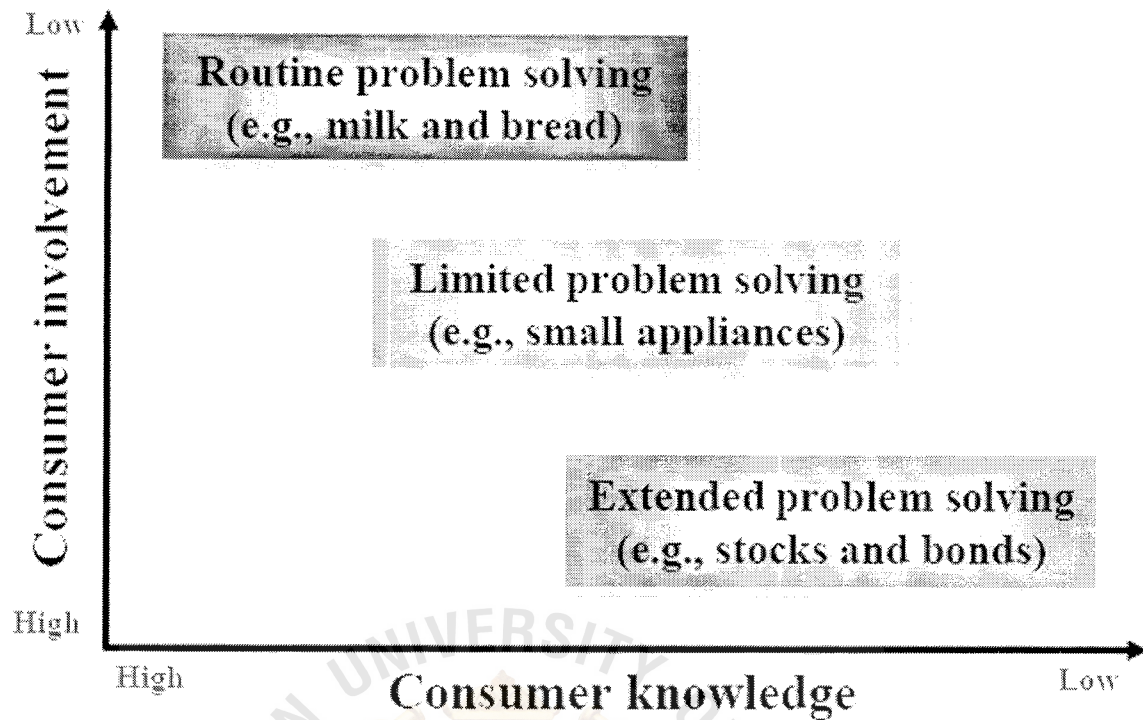 Low
Routine problem solving
(e.g., milk and bread)
Consumer involvement
Limited problem solving
(e.g., small appliances)
Extended problem solving
(e.g., stocks and bonds)
High
UNIVERSITY
High
Consumer knowledge
Low